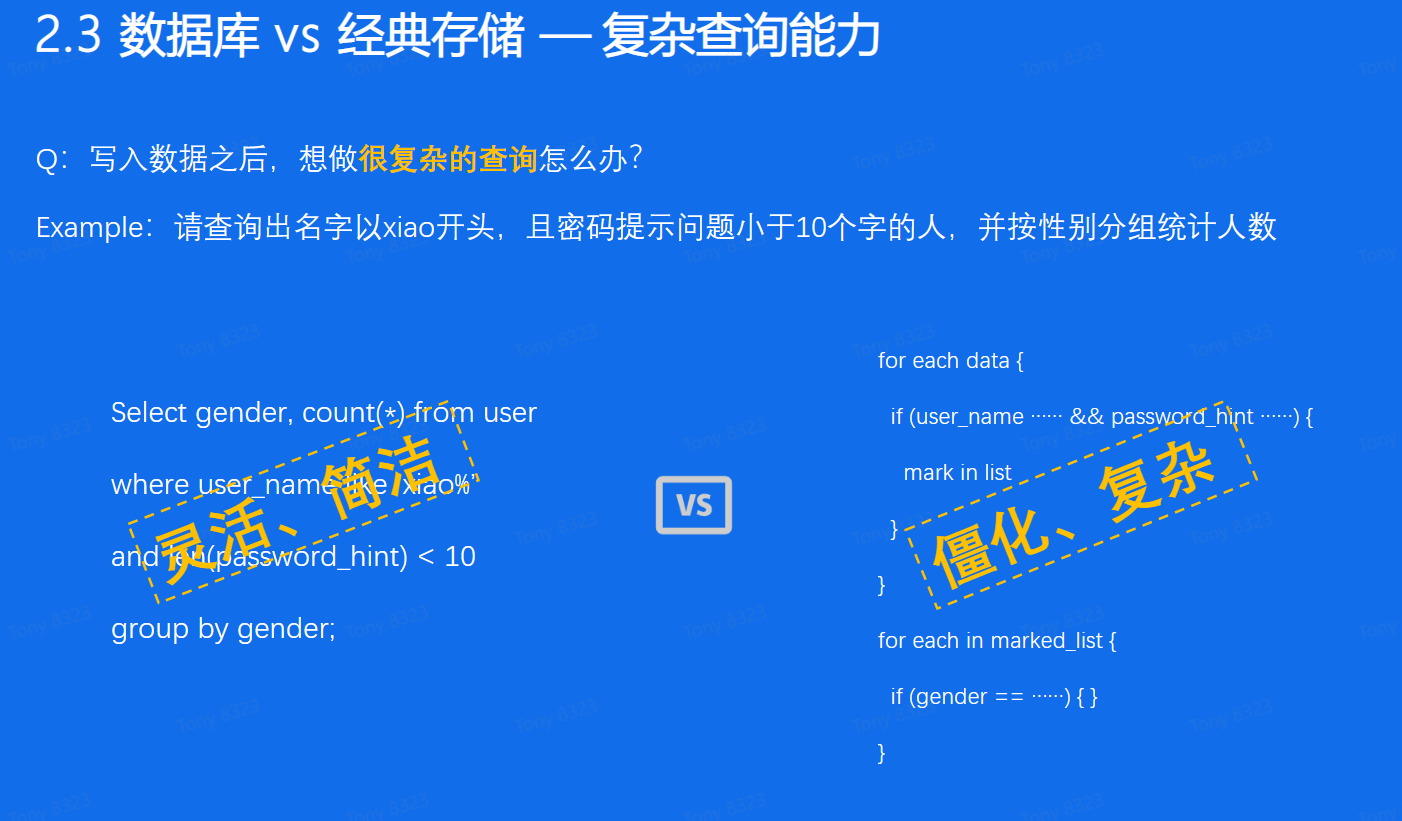 2.3 数据库 vs 经典存储 — 复杂查询能力
Q：写入数据之后，想做很复杂的查询怎么办？
Example：请查询出名字以xiao开头，且密码提示问题小于10个字的人，并按性别分组统计人数
Select gender, count(*) from user
where user_name like 'xiao%'
and len(password_hint) < 10
group by gender;
灵活、简洁
VS
for each data {
if (user_name ······ && password_hint ······) {
mark in list
}
}
for each in marked_list {
if (gender == ······) { }
}
僵化、复杂
Tony 8323